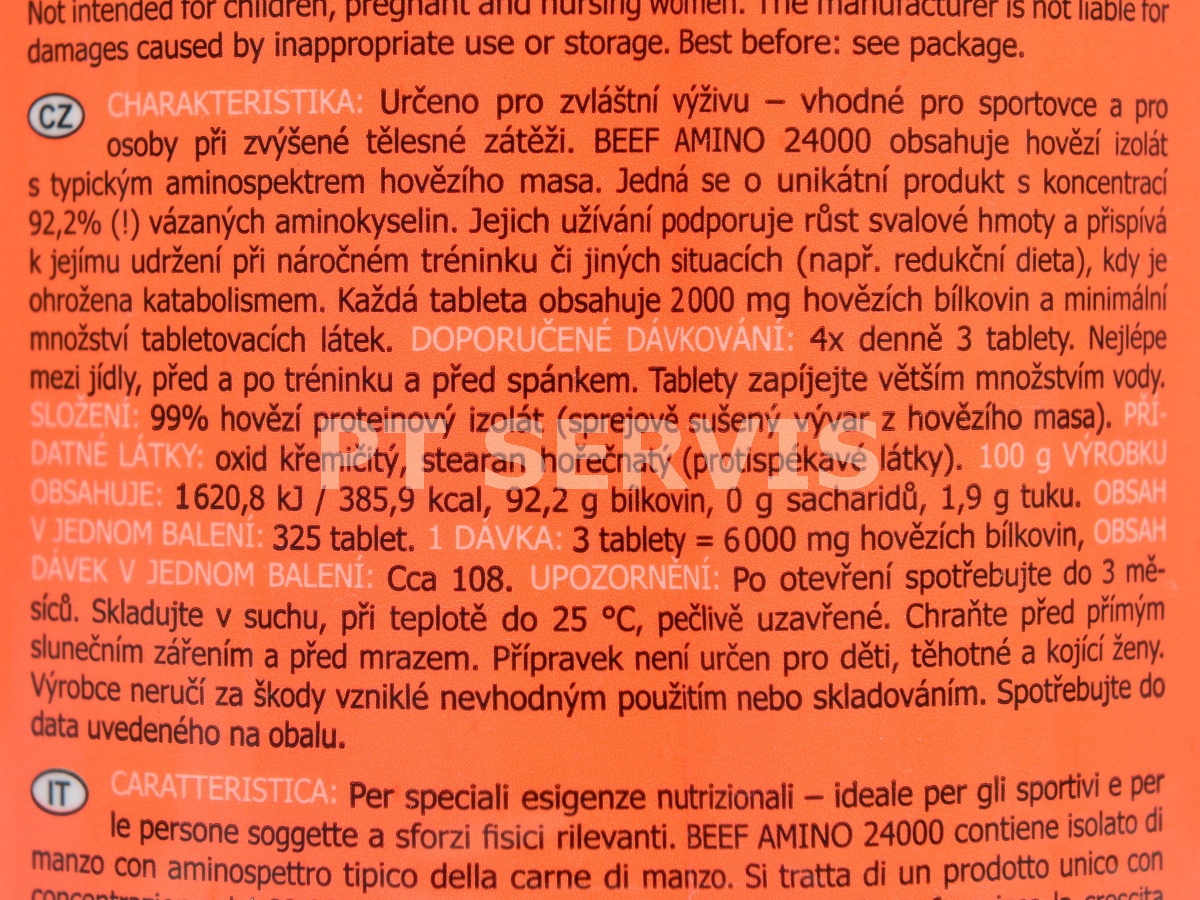 Not intended for children, pregnant and nursing women. The manufacturer is not liable for
damages caused by inappropriate use or storage. Best before: see package.
CZ CHARAKTERISTIKA: Určeno pro zvláštní výživu – vhodné pro sportovce a pro
osoby při zvýšené tělesné zátěži. BEEF AMINO 24000 obsahuje hovězí izolát
s typickým aminospektrem hovězího masa. Jedná se o unikátní produkt s koncentrací
92,2% (!) vázaných aminokyselin. Jejich užívání podporuje růst svalové hmoty a přispívá
k jejímu udržení při náročném tréninku či jiných situacích (např. redukční dieta), kdy je
ohrožena katabolismem. Každá tableta obsahuje 2000 mg hovězích bílkovin a minimální
množství tabletovacích látek. DOPORUČENÉ DÁVKOVÁNÍ: 4x denně 3 tablety. Nejlépe
mezi jídly, před a po tréninku a před spánkem. Tablety zapíjejte větším množstvím vody.
SLOŽENÍ: 99% hovězí proteinový izolát (sprejově sušený vývar z hovězího masa). PŘÍ-
PT SERVIS
DATNÉ LÁTKY: oxid křemičitý, stearan hořečnatý (protispékavé látky). 100 g VÝROBKU
OBSAHUJE: 1620,8 kJ / 385,9 kcal, 92,2 g bílkovin, 0 g sacharidů, 1,9 g tuku. OBSAH
V JEDNOM BALENÍ: 325 tablet. 1 DÁVKA: 3 tablety = 6000 mg hovězích bílkovin, OBSAH
DÁVEK V JEDNOM BALENÍ: Cca 108. UPOZORNĚNÍ: Po otevření spotřebujte do 3 mě-
síců. Skladujte v suchu, při teplotě do 25 °C, pečlivě uzavřené. Chraňte před přímým
slunečním zářením a před mrazem. Přípravek není určen pro děti, těhotné a kojící ženy.
Výrobce neručí za škody vzniklé nevhodným použitím nebo skladováním. Spotřebujte do
data uvedeného na obalu.
IT CARATTERISTICA: Per speciali esigenze nutrizionali – ideale per gli sportivi e per
le persone soggette a sforzi fisici rilevanti. BEEF AMINO 24000 contiene isolato di
manzo con aminospettro tipico della carne di manzo. Si tratta di un prodotto unico con